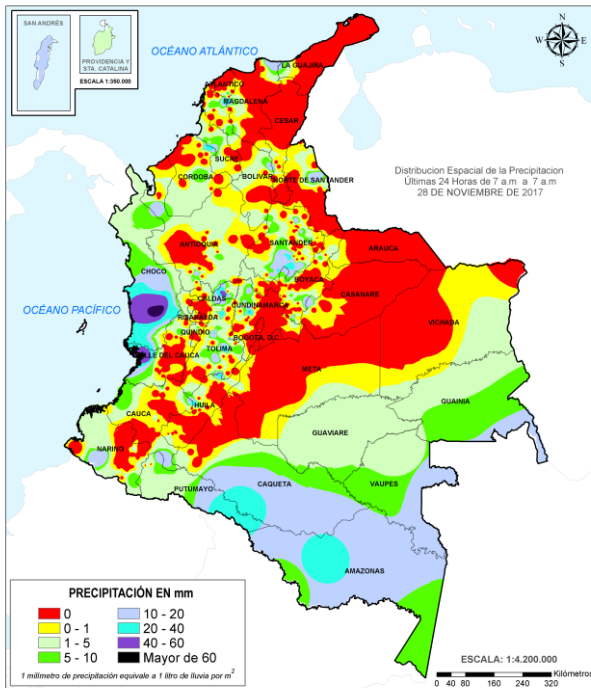 SAN ANDRÉS
PROVIDENCIA Y
STA. CATALINA
ESCALA 1:350.000
OCÉANO ATLÁNTICO
N
W
E
S
LA GUAJIRA
ATLANTICO
MAGDALENA
CESAR
SUCRE
CORDOBA
BOLIVAR
NORTE DE SANTANDER
Distribucion Espacial de la Precipitacion
Últimas 24 Horas de 7 a.m a 7 a.m
28 DE NOVIEMBRE DE 2017
ANTIOQUIA
SANTANDER
ARAUCA
CHOCO
BOYACA
CASANARE
OCÉANO PACÍFICO
CALDAS
CUNDINAMARCA
RISARALDA
VICHADA
QUINDIO
BOGOTA, D.C.
TOLIMA
VALLE DEL CAUCA
META
GUAINIA
HUILA
CAUCA
GUAVIARE
NARIÑO
PUTUMAYO
CAQUETA
VAUPES
AMAZONAS
PRECIPITACIÓN EN mm
0
10 - 20
0 - 1
20 - 40
1 - 5
40 - 60
5 - 10
Mayor de 60
1 milimetro de precipitación equivale a 1 litro de lluvia por m2
ESCALA: 1:4.200.000
Kilómetros
0 40 80 160 240 320